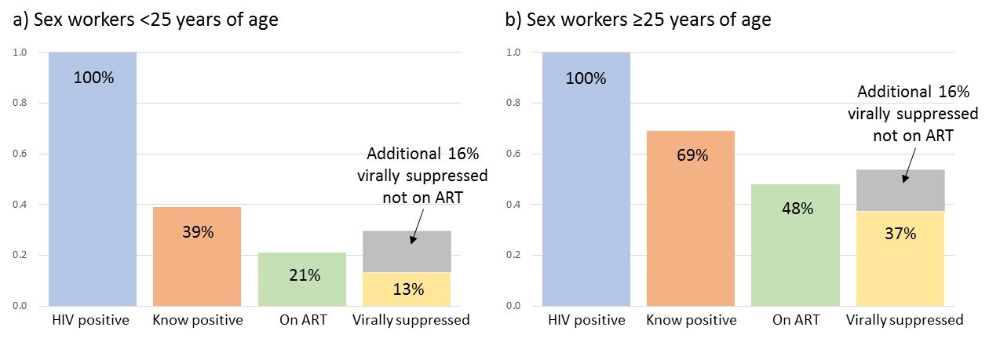 a) Sex workers <25 years of age
1.0
0.8
0.6
0.4
0.2
0.0
100%
39%
21%
13%
Additional 16%
virally suppressed
not on ART
HIV positive
Know positive
On ART
Virally suppressed
b) Sex workers ≥25 years of age
1.0
0.8
0.6
0.4
0.2
0.0
100%
69%
48%
37%
Additional 16%
virally suppressed
not on ART
HIV positive
Know positive
On ART
Virally suppressed